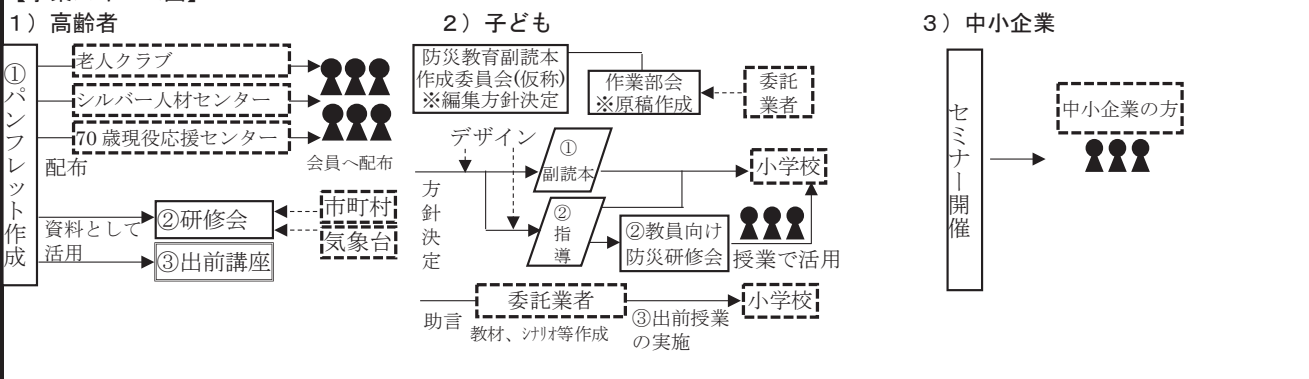 1）高齢者
①パンフレット作成
老人クラブ
シルバー人材センター
70歳現役応援センター
配布
会員へ配布
資料として
活用
②研修会
③出前講座
市町村
気象台
2）子ども
防災教育副読本
作成委員会(仮称)
※編集方針決定
作業部会
※原稿作成
委託
業者
デザイン
①
副読本
方針決定
②
指
導
②教員向け
防災研修会
小学校
授業で活用
助言
委託業者
教材、ｼﾅﾘｵ等作成
③出前授業
の実施
小学校
3）中小企業
セミナー開催
中小企業の方